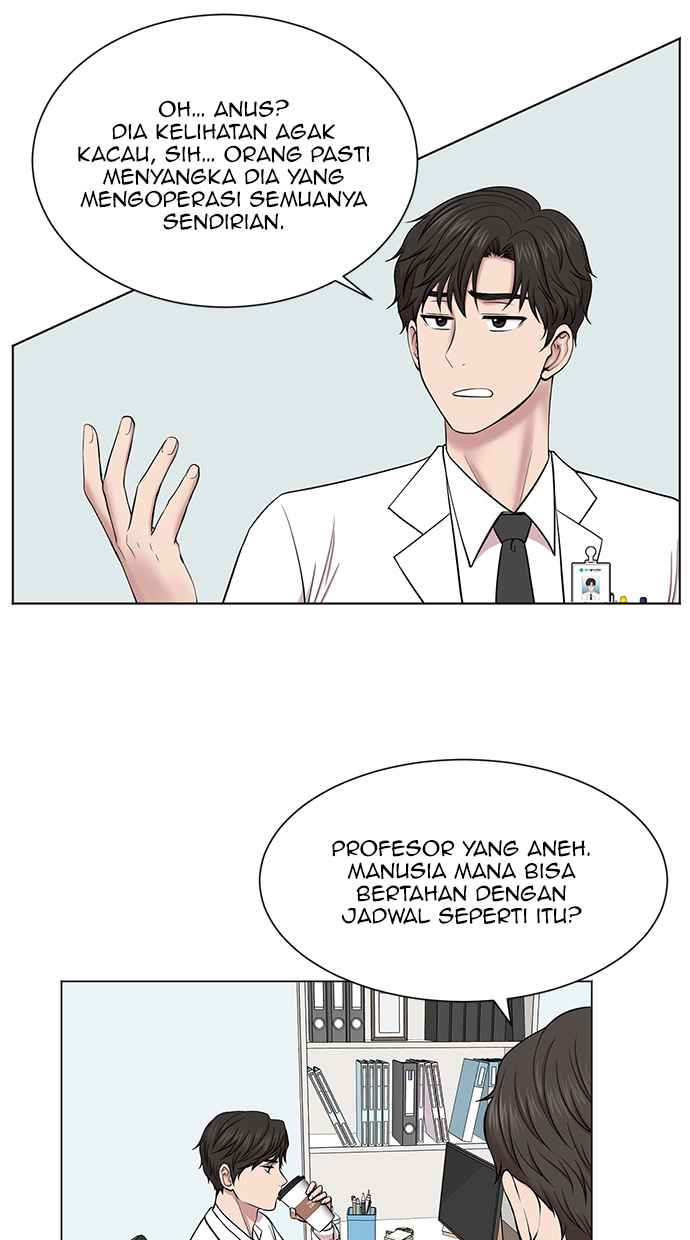 OH... ANUS?
DIA KELIHATAN AGAK
KACAU, SIH... ORANG PASTI
MENYANGKA DIA YANG
MENGOPERASI SEMUANYA
SENDIRIAN.
PROFESOR YANG ANEH.
MANUSIA MANA BISA
BERTAHAN DENGAN
JADWAL SEPERTI ITU?